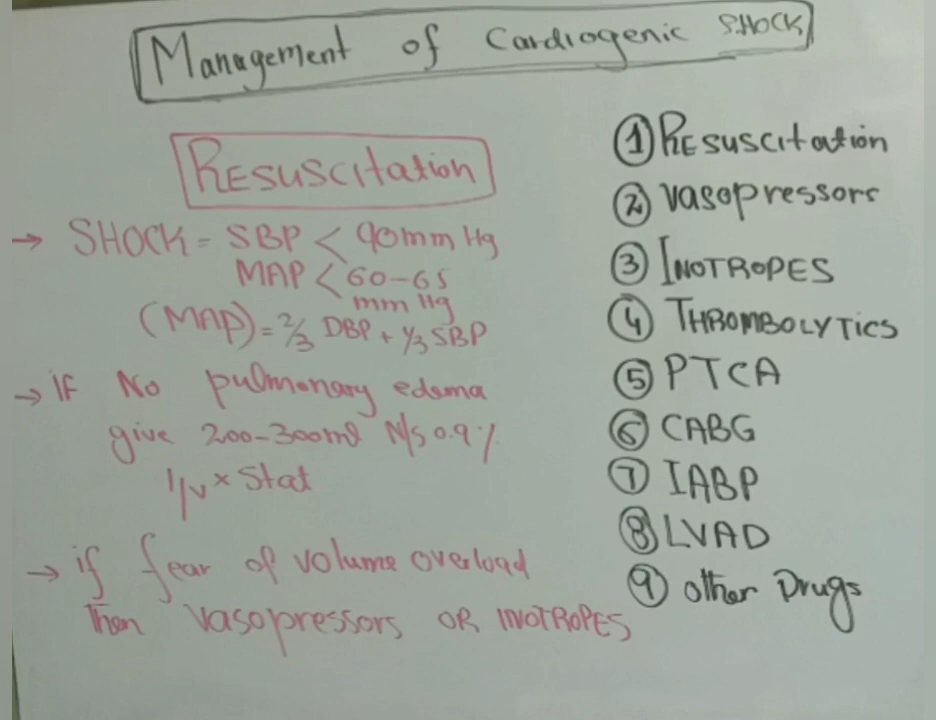 Management of Cardiogenic SHOCK
RESuscitation
→ SHOCK = SBP < 90mm Hg
MAP < 60-65
mm Hg
(MAP) = 2/3 DBP + 1/3 SBP
→ if No pulmonary edema
give 200-300ml N/S 0.9%
I/v × Stat
→ if fear of volume overload
Then Vasopressors OR INOTROPES
① RESuscitation
② Vasopressors
③ INOTROPES
④ THROMBOLYTICS
⑤ PTCA
⑥ CABG
⑦ IABP
⑧ LVAD
⑨ other Drugs